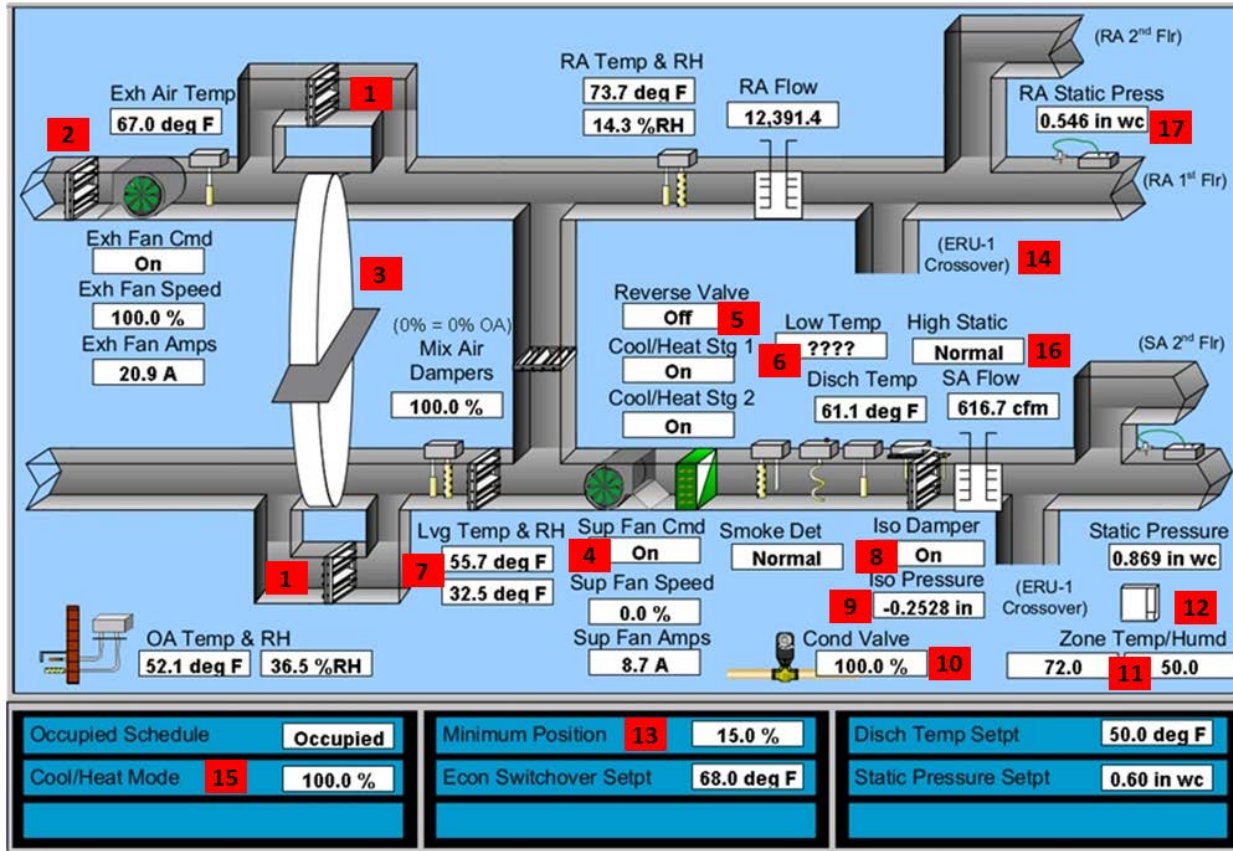 (RA 2nd Flr)
RA Temp & RH
73.7 deg F
14.3 %RH
RA Flow
12,391.4
RA Static Press
0.546 in wc
17
Exh Air Temp
67.0 deg F
1
2
(RA 1st Flr)
Exh Fan Cmd
On
Exh Fan Speed
100.0 %
Exh Fan Amps
20.9 A
3
(ERU-1
Crossover)
14
(0% = 0% OA)
Mix Air
Dampers
100.0 %
Reverse Valve
Off
5
Cool/Heat Stg 1
On
6
Cool/Heat Stg 2
On
Low Temp
????
High Static
Normal
16
Disch Temp
61.1 deg F
SA Flow
616.7 cfm
(SA 2nd Flr)
1
7
Lvg Temp & RH
55.7 deg F
32.5 deg F
4
Sup Fan Cmd
On
Sup Fan Speed
0.0 %
Sup Fan Amps
8.7 A
Smoke Det
Normal
8
Iso Damper
On
9
Iso Pressure
-0.2528 in
Cond Valve
100.0 %
10
(ERU-1
Crossover)
Static Pressure
0.869 in wc
12
Zone Temp/Humd
72.0
11
50.0
OA Temp & RH
52.1 deg F
36.5 %RH
Occupied Schedule
Occupied
Cool/Heat Mode
15
100.0 %
Minimum Position
13
15.0 %
Econ Switchover Setpt
68.0 deg F
Disch Temp Setpt
50.0 deg F
Static Pressure Setpt
0.60 in wc